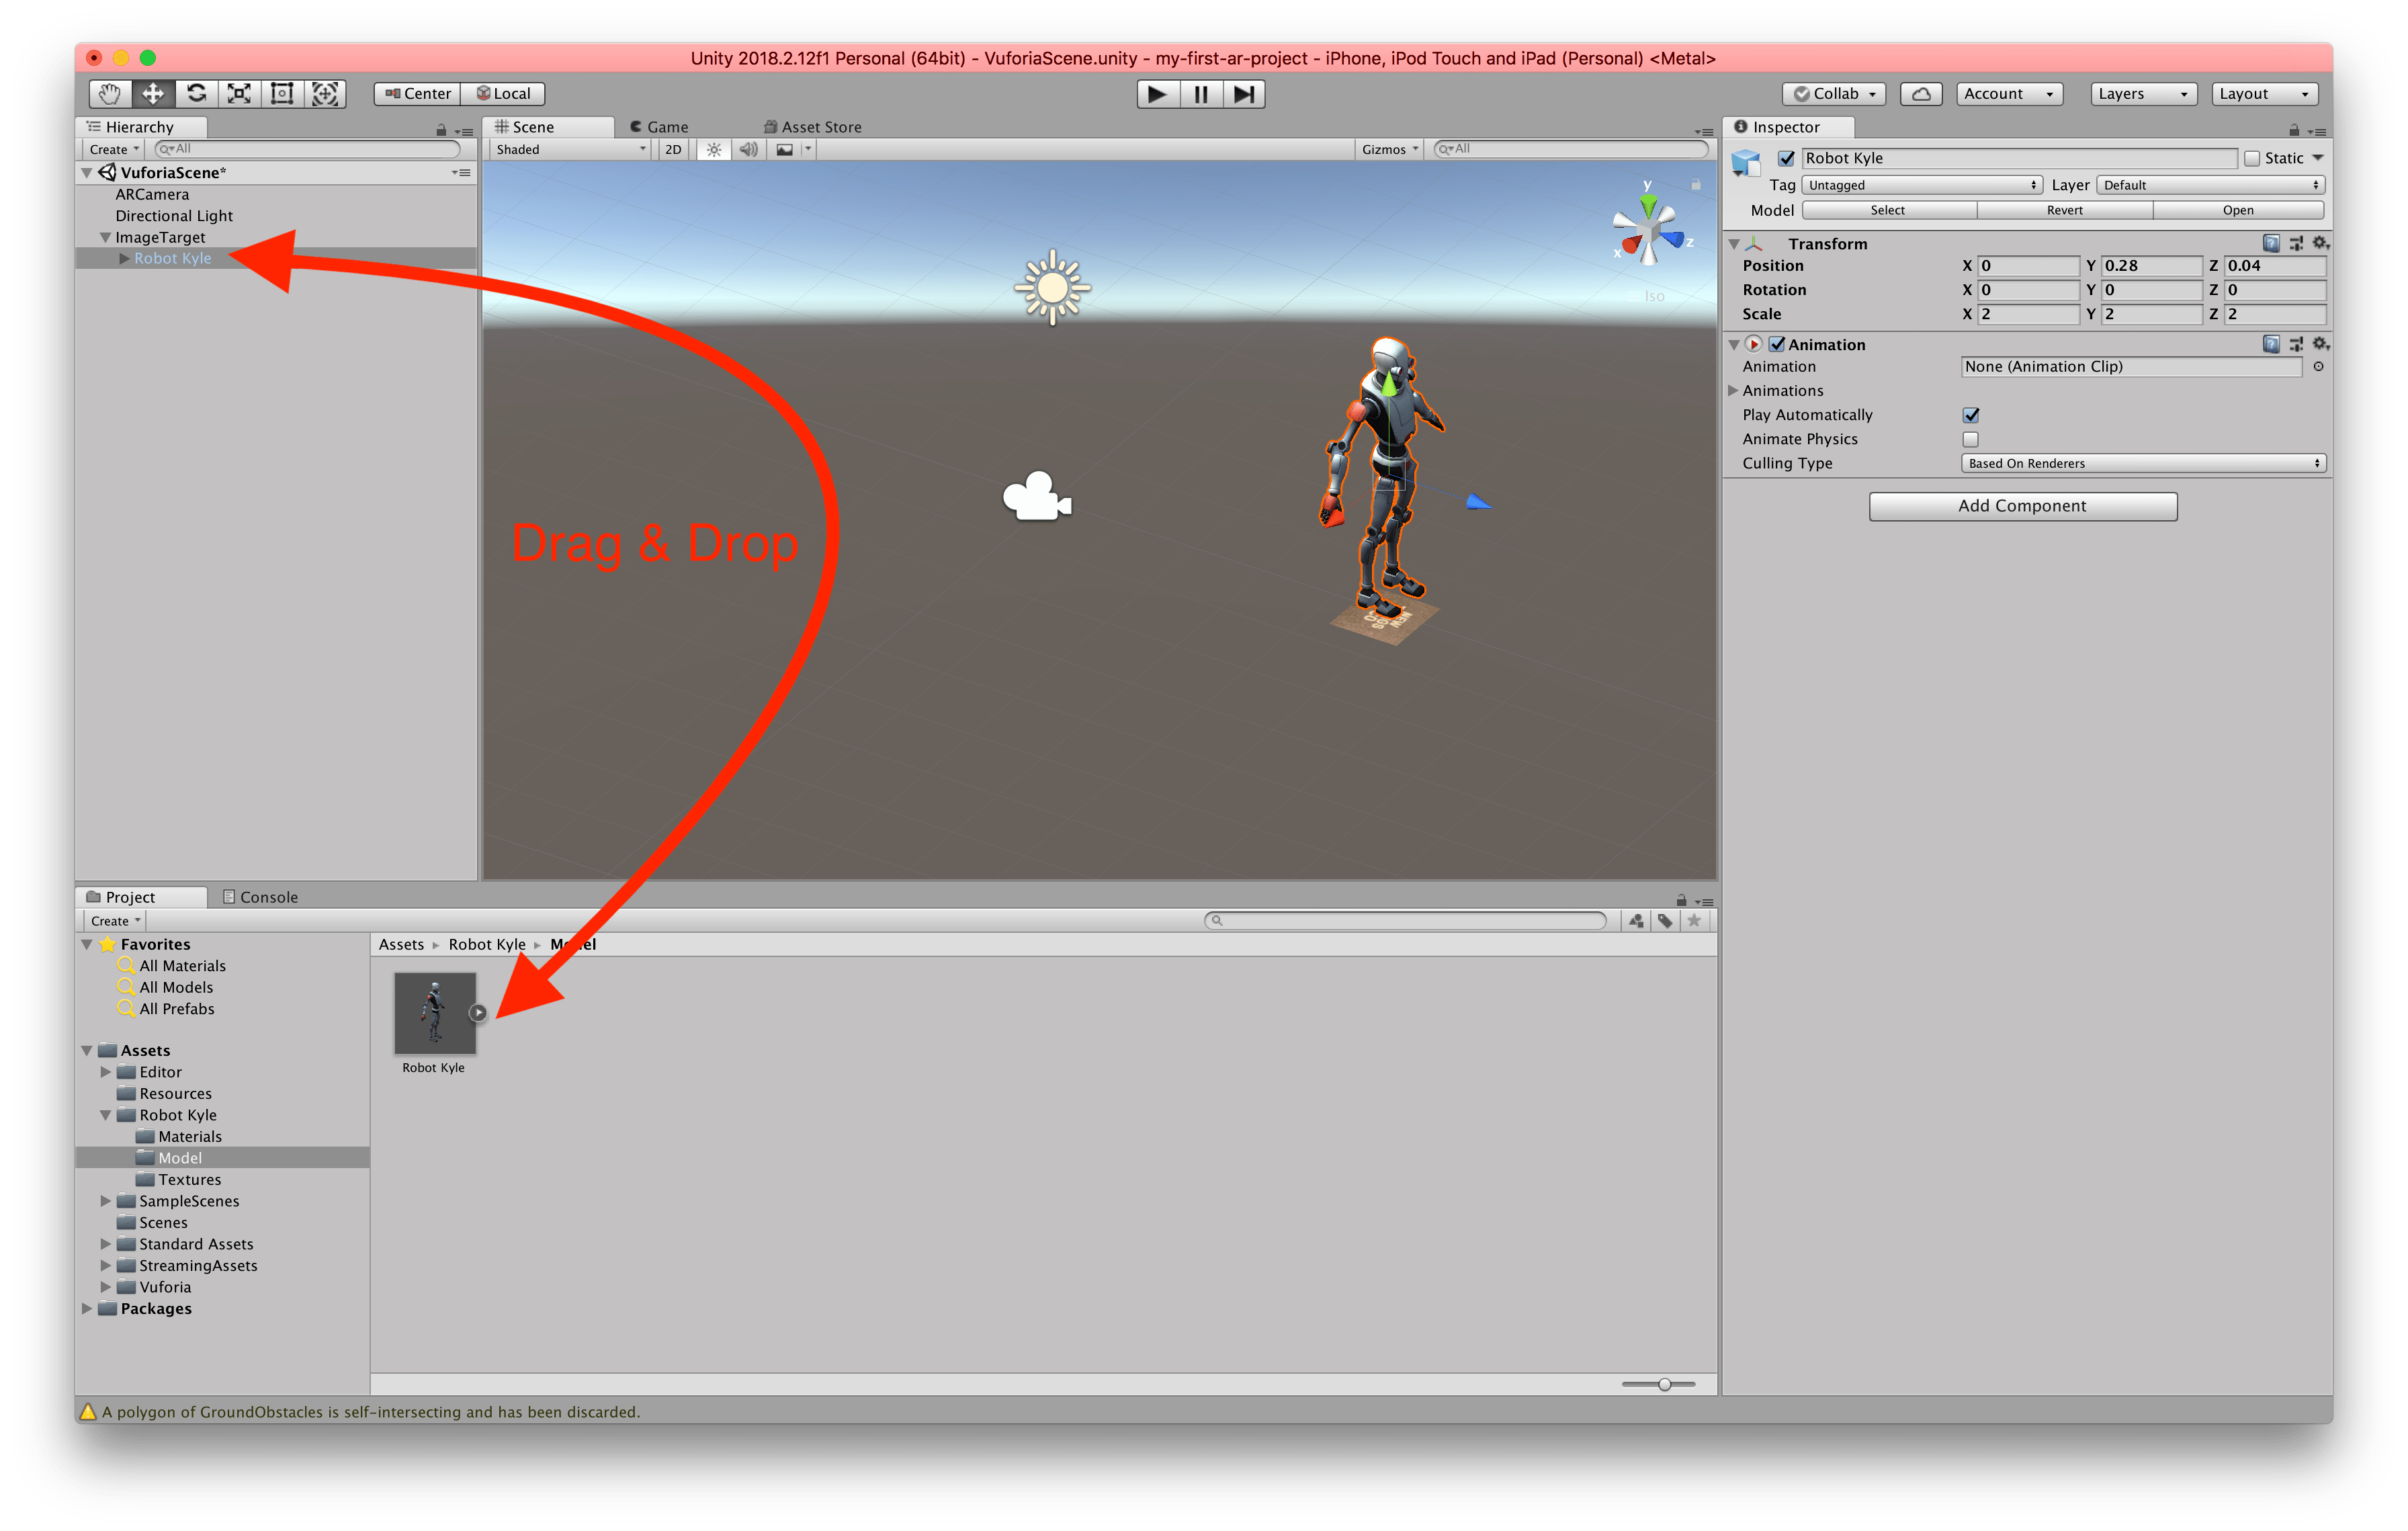 Unity 2018.2.12f1 Personal (64bit) - VuforiaScene.unity - my-first-ar-project - iPhone, iPod Touch and iPad (Personal) <Metal>
Center Local
Collab Account Layers Layout
Hierarchy
Create All
VuforiaScene*
ARCamera
Directional Light
ImageTarget
Robot Kyle
Scene Game Asset Store
Shaded 2D Gizmos All
y
z
x
Iso
Drag & Drop
NEW
Inspector
Robot Kyle Static
Tag Untagged Layer Default
Model Select Revert Open
Transform
Position X 0 Y 0.28 Z 0.04
Rotation X 0 Y 0 Z 0
Scale X 2 Y 2 Z 2
Animation
Animation None (Animation Clip)
Animations
Play Automatically
Animate Physics
Culling Type Based On Renderers
Add Component
Project Console
Create
Favorites
All Materials
All Models
All Prefabs
Assets
Editor
Resources
Robot Kyle
Materials
Model
Textures
SampleScenes
Scenes
Standard Assets
StreamingAssets
Vuforia
Packages
Assets Robot Kyle Model
Robot Kyle
A polygon of GroundObstacles is self-intersecting and has been discarded.